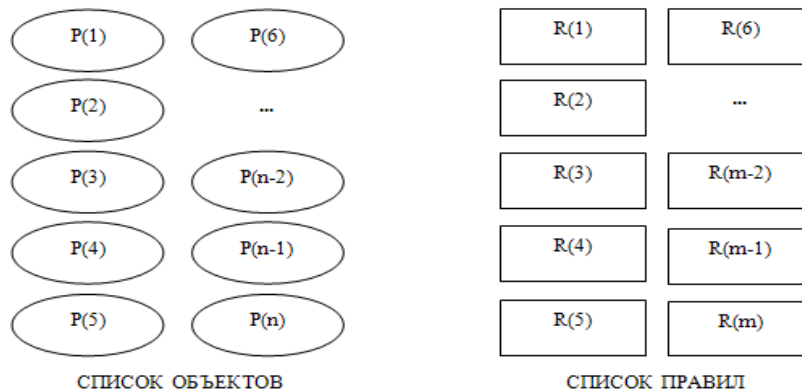 P(1) P(6) R(1) R(6)
P(2) ... R(2) ...
P(3) P(n-2) R(3) R(m-2)
P(4) P(n-1) R(4) R(m-1)
P(5) P(n) R(5) R(m)
СПИСОК ОБЪЕКТОВ СПИСОК ПРАВИЛ